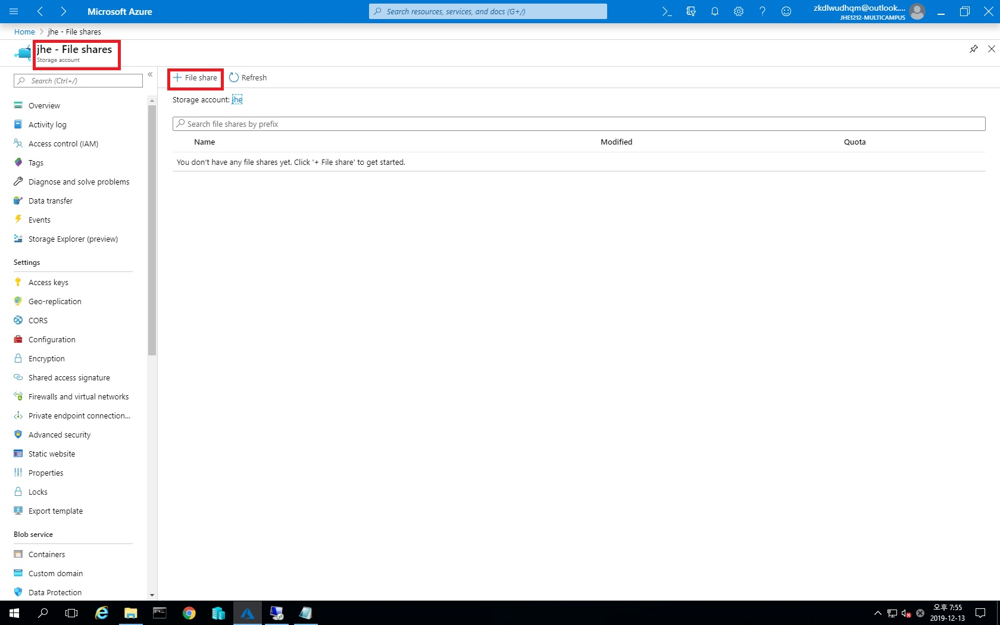 Microsoft Azure
Search resources, services, and docs (G+/)
zkdlwudhqm@outlook....
JHE1212-MULTICAMPUS
Home > jhe - File shares
jhe - File shares
Storage account
Search (Ctrl+/)
Overview
Activity log
Access control (IAM)
Tags
Diagnose and solve problems
Data transfer
Events
Storage Explorer (preview)
Settings
Access keys
Geo-replication
CORS
Configuration
Encryption
Shared access signature
Firewalls and virtual networks
Private endpoint connection...
Advanced security
Static website
Properties
Locks
Export template
Blob service
Containers
Custom domain
Data Protection
+ File share
Refresh
Storage account: jhe
Search file shares by prefix
Name Modified Quota
You don't have any file shares yet. Click '+ File share' to get started.
오후 7:55
2019-12-13